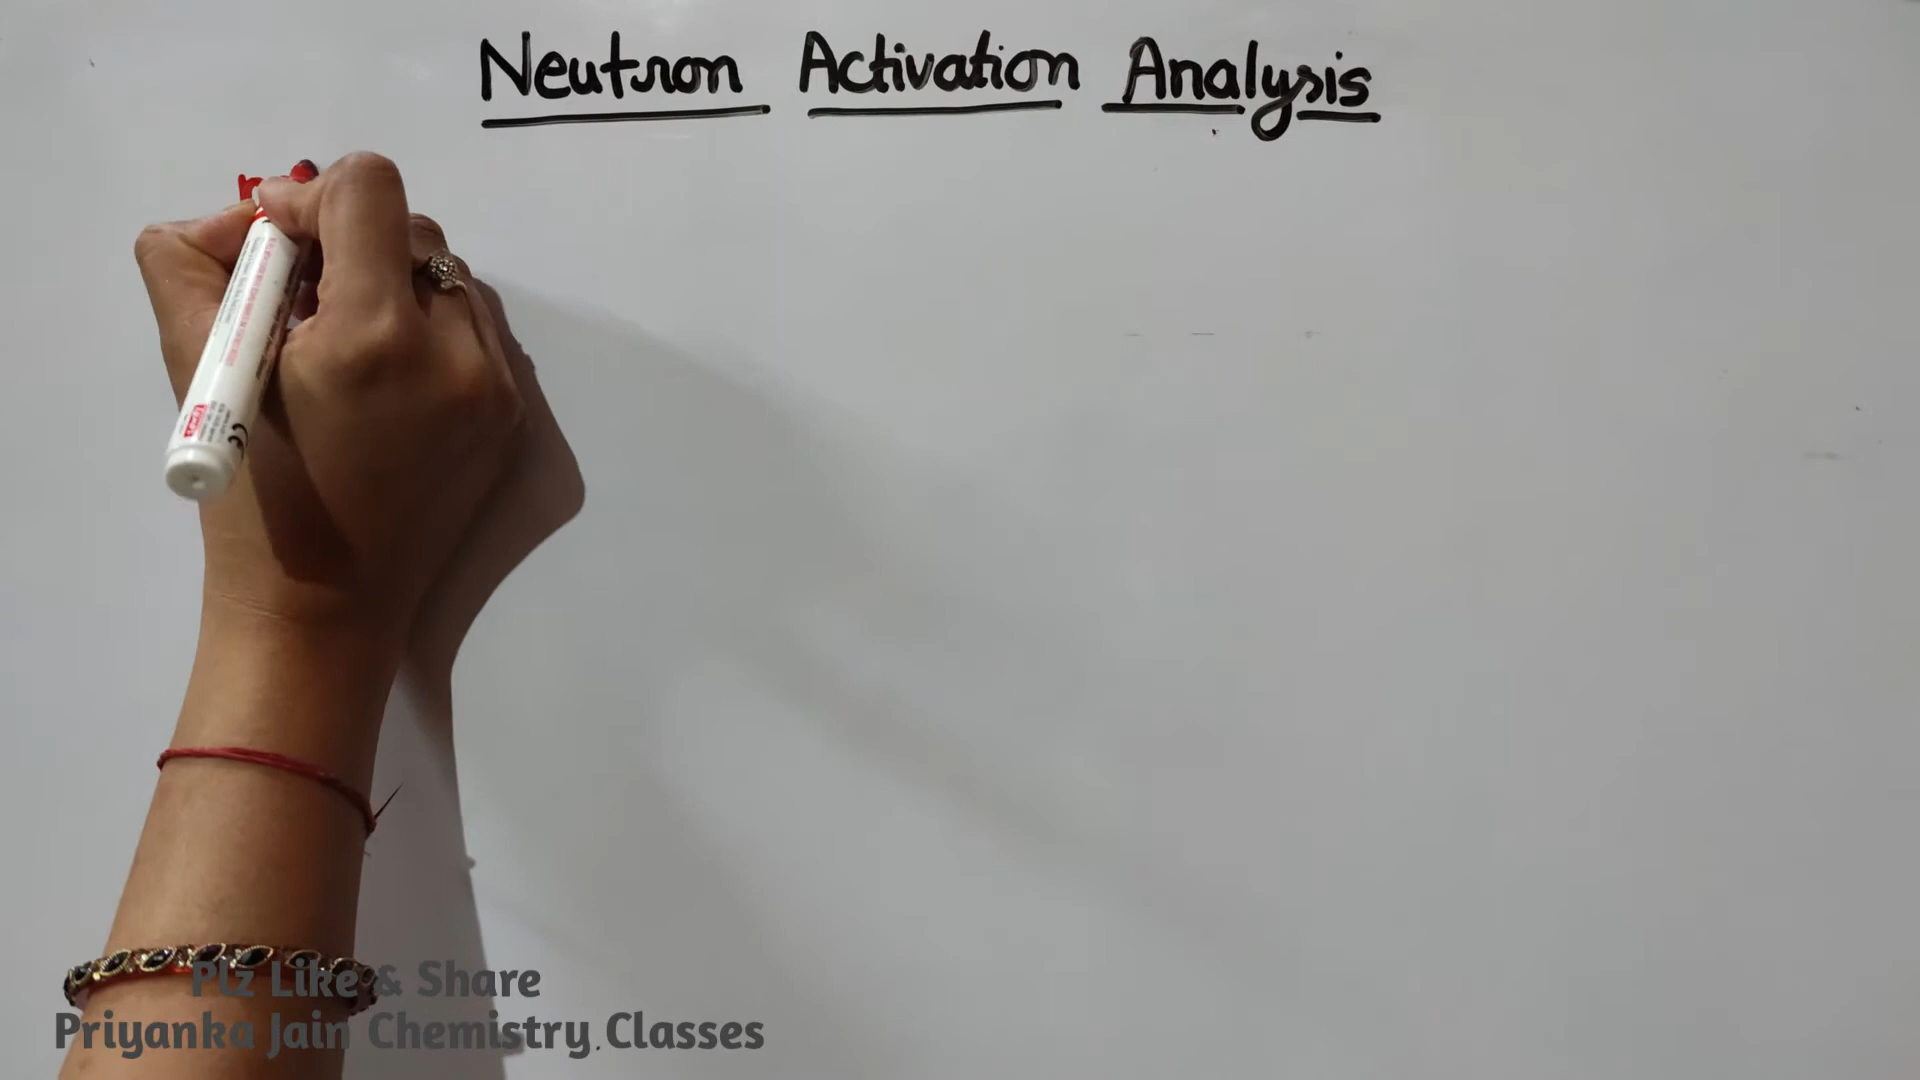 Neutron Activation Analysis
Plz Like & Share
Priyanka Jain Chemistry Classes